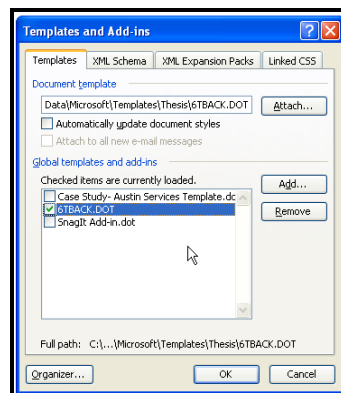 Templates and Add-ins
Templates XML Schema XML Expansion Packs Linked CSS
Document template
Data\Microsoft\Templates\Thesis\6TBACK.DOT Attach...
Automatically update document styles
Attach to all new e-mail messages
Global templates and add-ins
Checked items are currently loaded.
Add...
Case Study- Austin Services Template.dc
6TBACK.DOT
Remove
SnagIt Add-in.dot
Full path: C:\...\Microsoft\Templates\Thesis\6TBACK.DOT
Organizer... OK Cancel